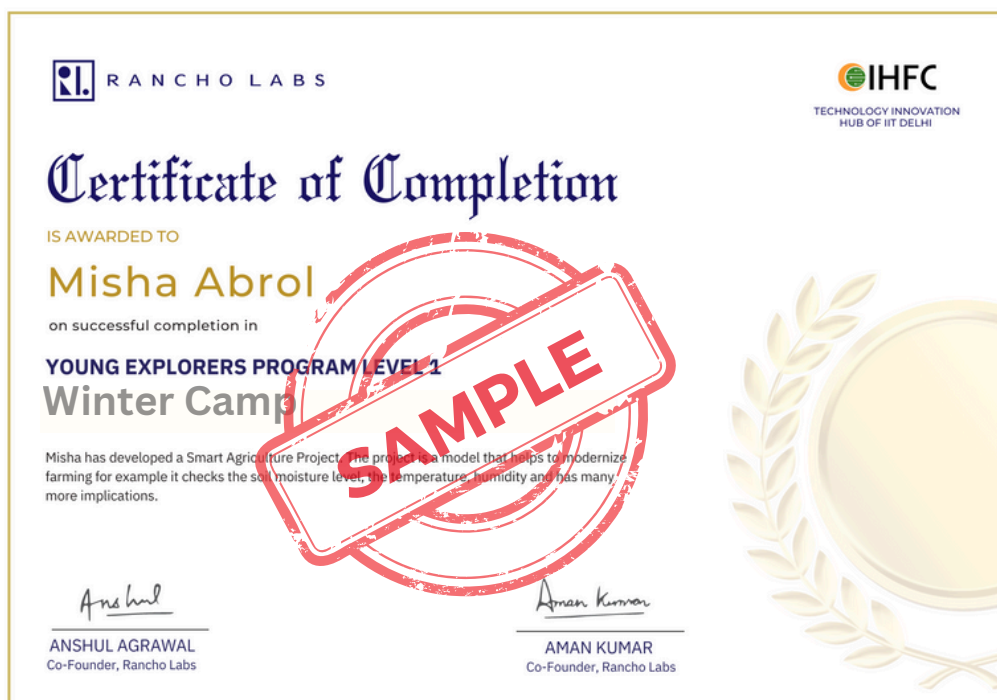 RL.
RANCHO LABS
IHFC
TECHNOLOGY INNOVATION
HUB OF IIT DELHI
Certificate of Completion
IS AWARDED TO
Misha Abrol
on successful completion in
YOUNG EXPLORERS PROGRAM LEVEL 1
Winter Camp
SAMPLE
Misha has developed a Smart Agriculture Project. The project is a model that helps to modernize
farming for example it checks the soil moisture level, the temperature, humidity and has many
more implications.
Anshul
Aman Kumar
ANSHUL AGRAWAL
AMAN KUMAR
Co-Founder, Rancho Labs
Co-Founder, Rancho Labs